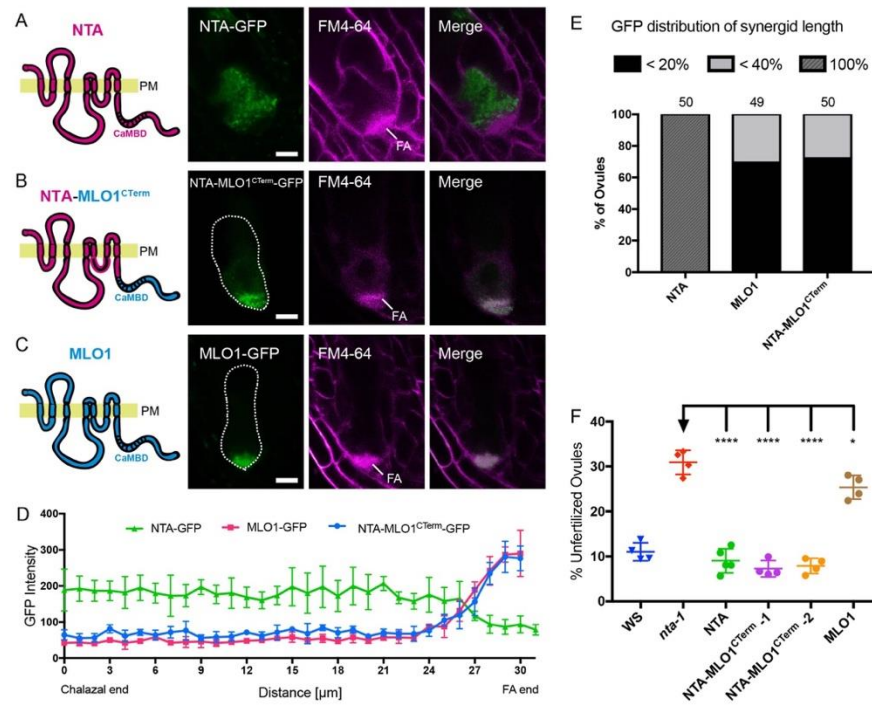 A
NTA
PM
CaMBD
NTA-GFP
FM4-64
FA
Merge
B
NTA-MLO1CTerm
PM
CaMBD
NTA-MLO1CTerm-GFP
FM4-64
FA
Merge
C
MLO1
PM
CaMBD
MLO1-GFP
FM4-64
FA
Merge
D
NTA-GFP MLO1-GFP NTA-MLO1CTerm-GFP
GFP Intensity
400
300
200
100
0
0 3 6 9 12 15 18 21 24 27 30
Chalazal end Distance [µm] FA end
E GFP distribution of synergid length
< 20% < 40% 100%
50 49 50
% of Ovules
100
80
60
40
20
0
NTA
MLO1
NTA-MLO1CTerm
F
% Unfertilized Ovules
40
30
20
10
0
**** **** **** *
WS
nta-1
NTA
NTA-MLO1CTerm -1
NTA-MLO1CTerm -2
MLO1